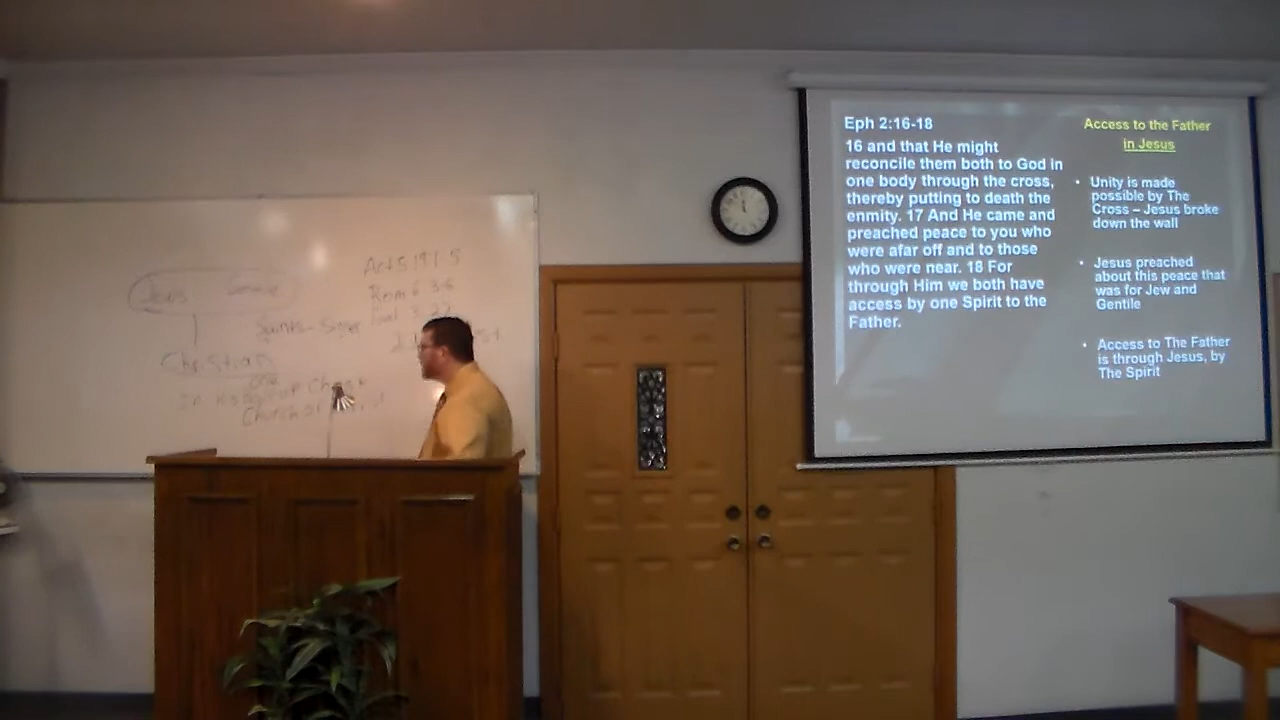 Eph 2:16-18
16 and that He might
reconcile them both to God in
one body through the cross,
thereby putting to death the
enmity. 17 And He came and
preached peace to you who
were afar off and to those
who were near. 18 For
through Him we both have
access by one Spirit to the
Father.
Access to the Father
in Jesus
• Unity is made
possible by The
Cross – Jesus broke
down the wall
• Jesus preached
about this peace that
was for Jew and
Gentile
• Access to The Father
is through Jesus, by
The Spirit
Jews
Christian
one
Church of
Acts 19 1-5
Rom 6 3-6